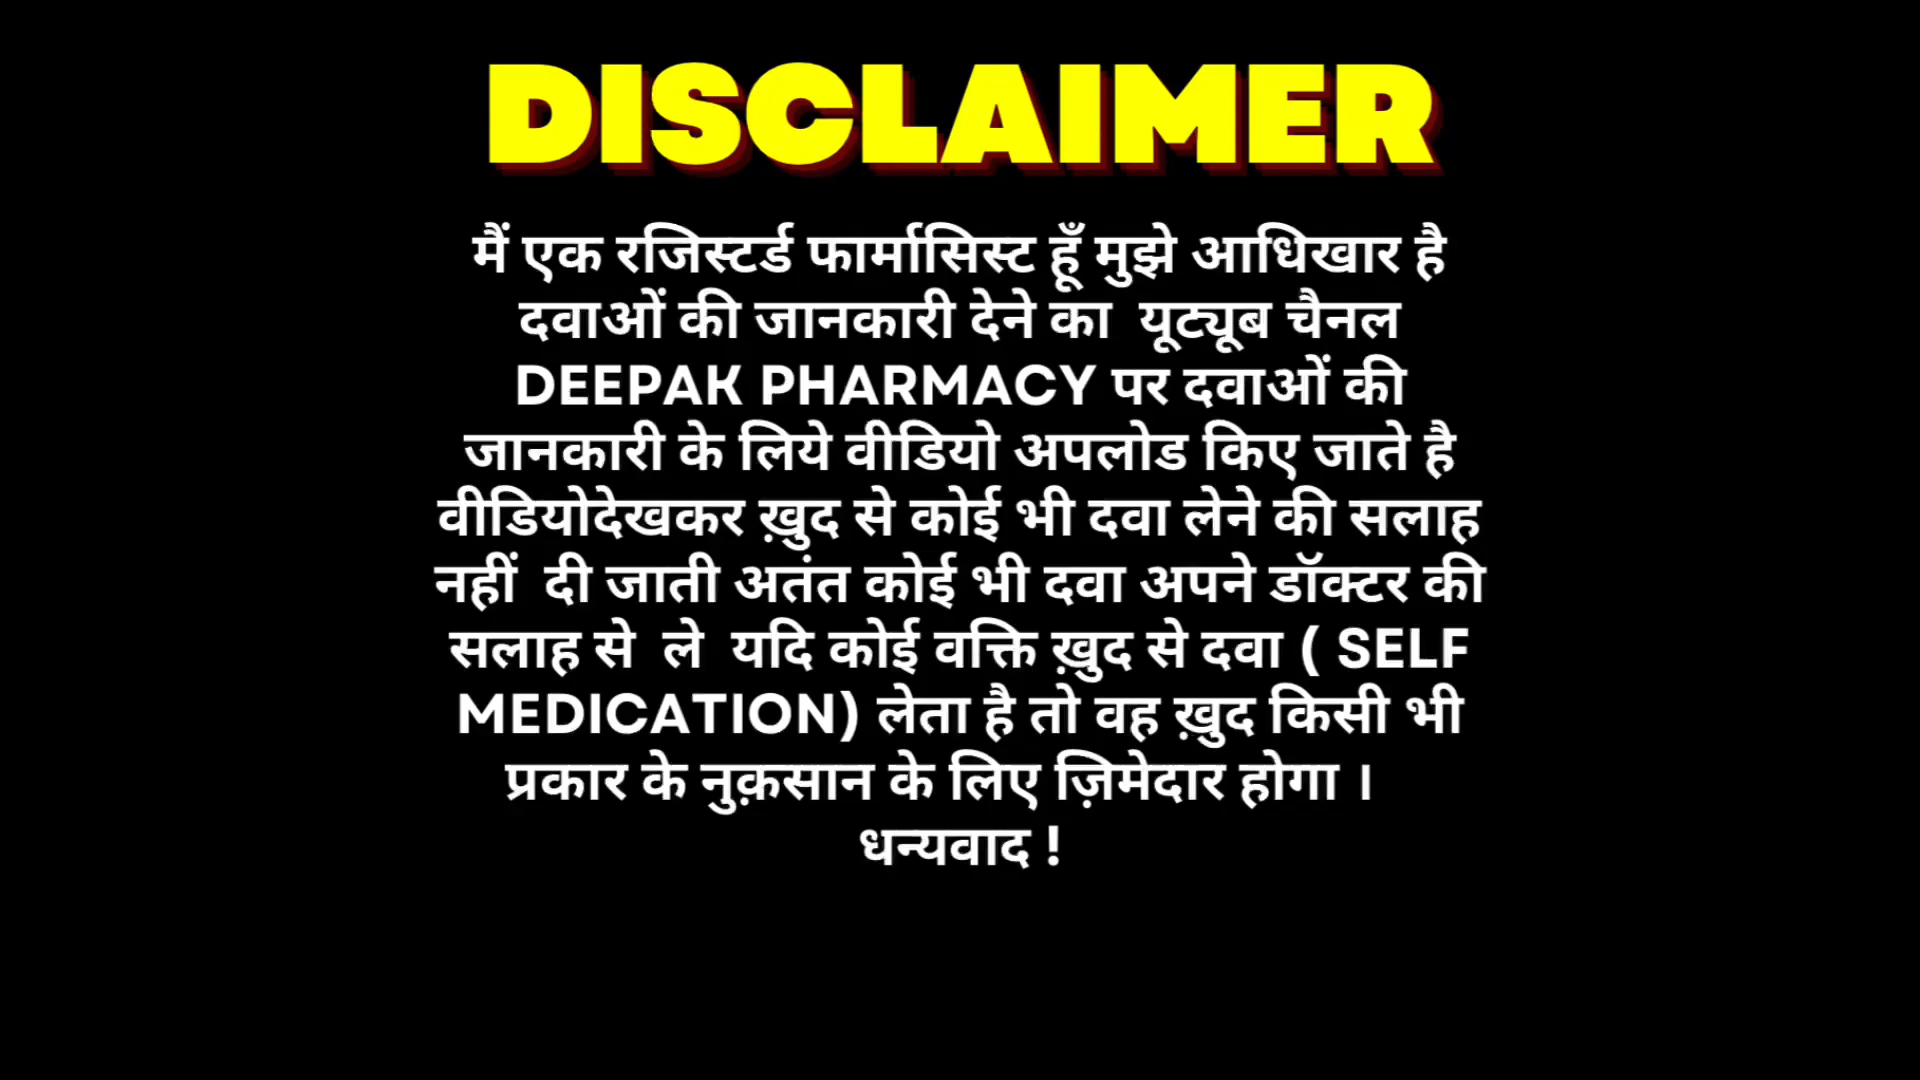 DISCLAIMER
मैं एक रजिस्टर्ड फार्मासिस्ट हूँ मुझे आधिखार है
दवाओं की जानकारी देने का यूट्यूब चैनल
DEEPAK PHARMACY पर दवाओं की
जानकारी के लिये वीडियो अपलोड किए जाते है
वीडियोदेखकर ख़ुद से कोई भी दवा लेने की सलाह
नहीं दी जाती अतंत कोई भी दवा अपने डॉक्टर की
सलाह से ले यदि कोई वक्ति ख़ुद से दवा ( SELF
MEDICATION) लेता है तो वह ख़ुद किसी भी
प्रकार के नुक़सान के लिए ज़िमेदार होगा ।
धन्यवाद !